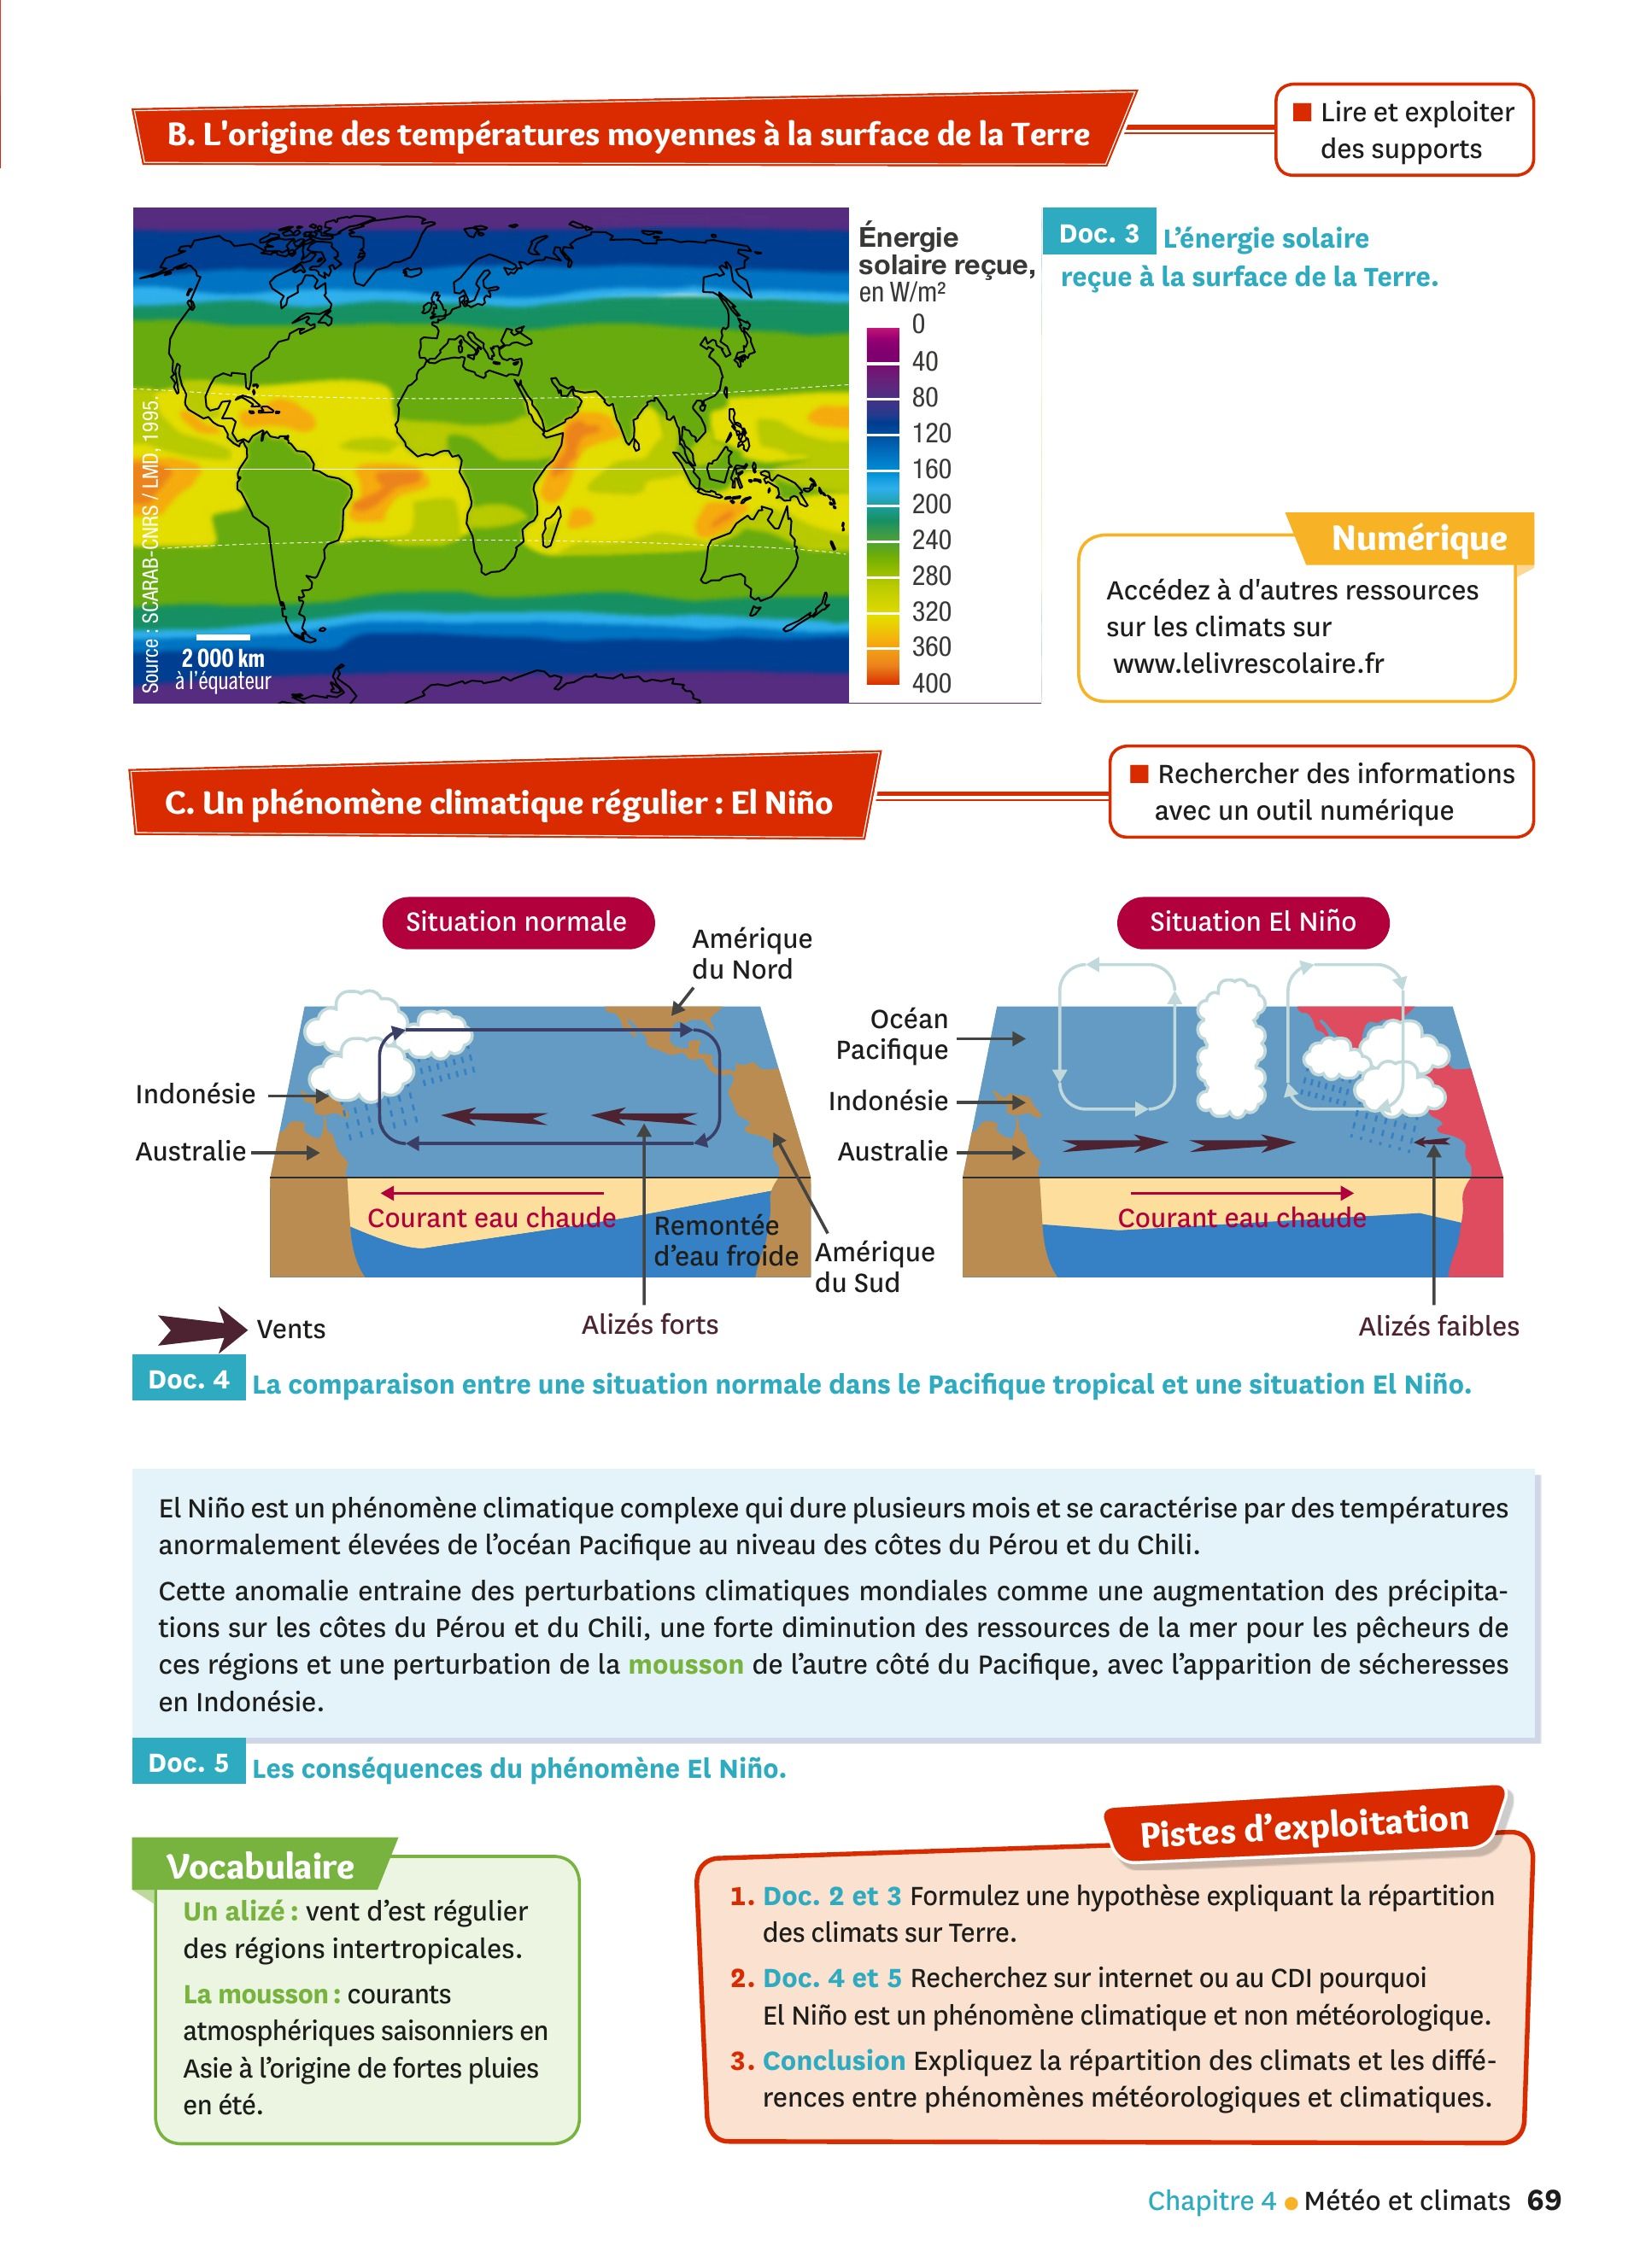 B. L'origine des températures moyennes à la surface de la Terre
■ Lire et exploiter
des supports
Énergie
solaire reçue,
en W/m²
0
40
80
120
160
200
240
280
320
360
400
Source : SCARAB-CNRS / LMD, 1995.
2 000 km
à l'équateur
Doc. 3 L’énergie solaire
reçue à la surface de la Terre.
Numérique
Accédez à d'autres ressources
sur les climats sur
www.lelivrescolaire.fr
C. Un phénomène climatique régulier : El Niño
■ Rechercher des informations
avec un outil numérique
Situation normale
Amérique
du Nord
Indonésie
Australie
Courant eau chaude
Remontée
d’eau froide
Amérique
du Sud
Alizés forts
Vents
Situation El Niño
Océan
Pacifique
Indonésie
Australie
Courant eau chaude
Alizés faibles
Doc. 4 La comparaison entre une situation normale dans le Pacifique tropical et une situation El Niño.
El Niño est un phénomène climatique complexe qui dure plusieurs mois et se caractérise par des températures
anormalement élevées de l’océan Pacifique au niveau des côtes du Pérou et du Chili.
Cette anomalie entraine des perturbations climatiques mondiales comme une augmentation des précipita-
tions sur les côtes du Pérou et du Chili, une forte diminution des ressources de la mer pour les pêcheurs de
ces régions et une perturbation de la mousson de l’autre côté du Pacifique, avec l’apparition de sécheresses
en Indonésie.
Doc. 5 Les conséquences du phénomène El Niño.
Vocabulaire
Un alizé : vent d’est régulier
des régions intertropicales.
La mousson : courants
atmosphériques saisonniers en
Asie à l’origine de fortes pluies
en été.
Pistes d’exploitation
1. Doc. 2 et 3 Formulez une hypothèse expliquant la répartition
des climats sur Terre.
2. Doc. 4 et 5 Recherchez sur internet ou au CDI pourquoi
El Niño est un phénomène climatique et non météorologique.
3. Conclusion Expliquez la répartition des climats et les diffé-
rences entre phénomènes météorologiques et climatiques.
Chapitre 4 ● Météo et climats 69